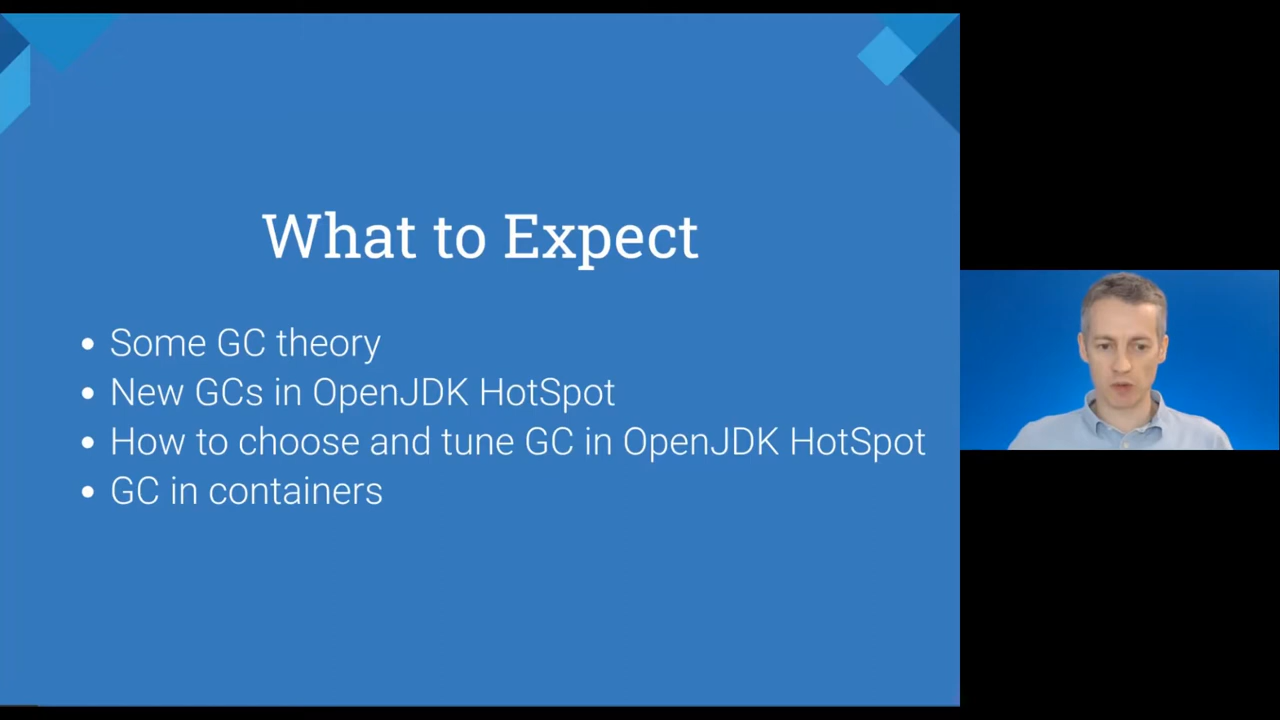 What to Expect
• Some GC theory
• New GCs in OpenJDK HotSpot
• How to choose and tune GC in OpenJDK HotSpot
• GC in containers